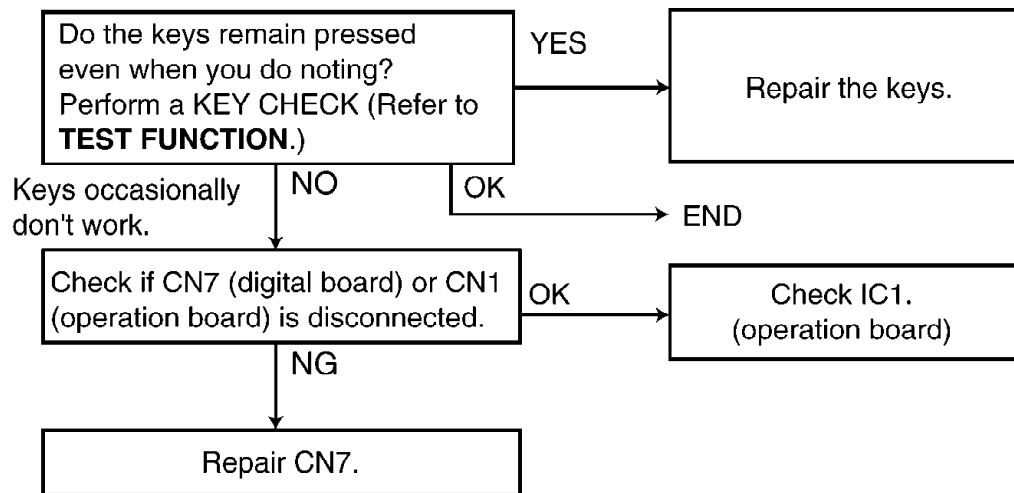 Do the keys remain pressed
even when you do noting?
Perform a KEY CHECK (Refer to
TEST FUNCTION.)
YES
Repair the keys.
Keys occasionally
don't work.
NO
OK
END
Check if CN7 (digital board) or CN1
(operation board) is disconnected.
OK
Check IC1.
(operation board)
NG
Repair CN7.